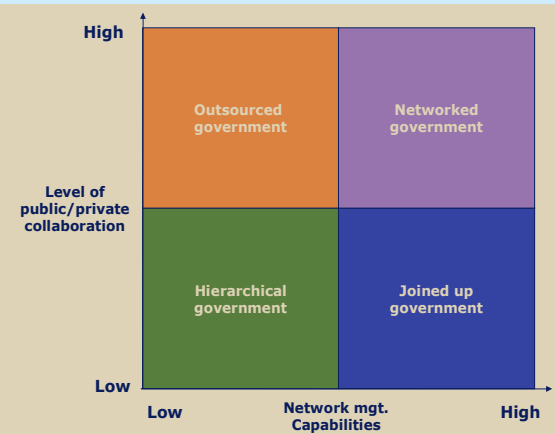 High
Outsourced
government
Networked
government
Level of
public/private
collaboration
Hierarchical
government
Joined up
government
Low
Low
Network mgt.
Capabilities
High